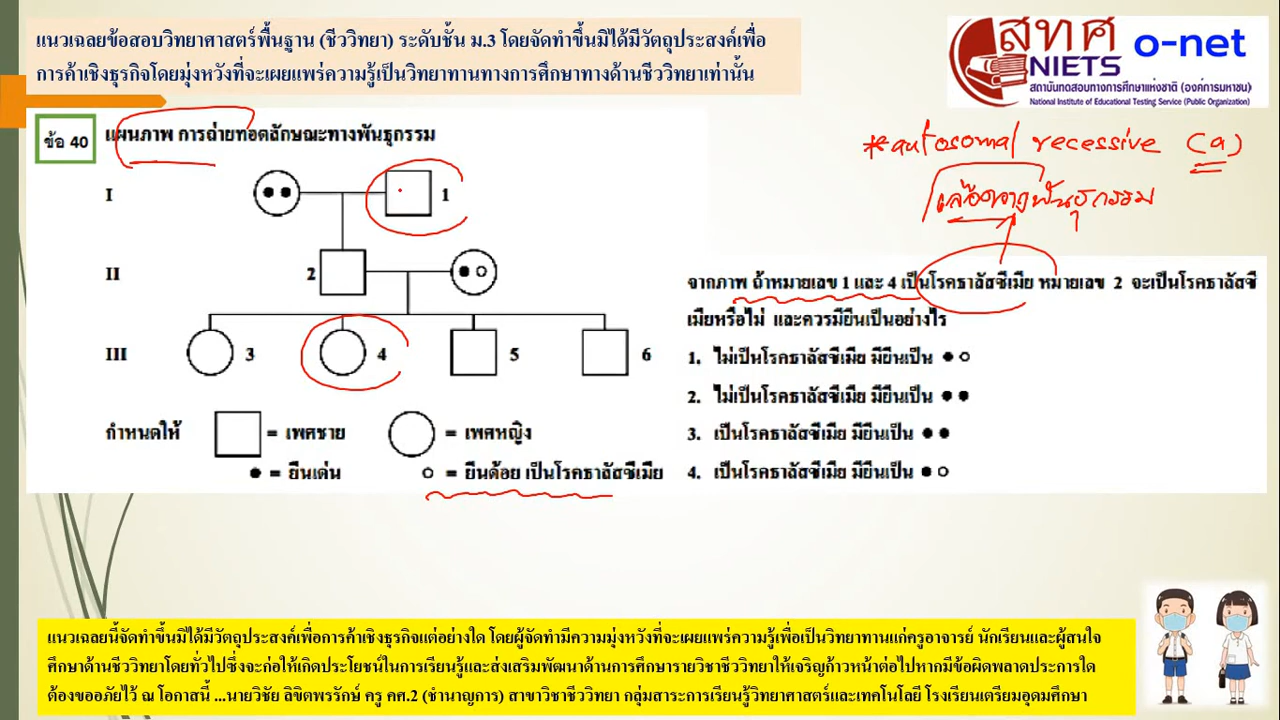 แนวเฉลยข้อสอบวิทยาศาสตร์พื้นฐาน (ชีววิทยา) ระดับชั้น ม.3 โดยจัดทำขึ้นมิได้มีวัตถุประสงค์เพื่อ
การค้าเชิงธุรกิจโดยมุ่งหวังที่จะเผยแพร่ความรู้เป็นวิทยาทานทางการศึกษาทางด้านชีววิทยาเท่านั้น
สทศ
NIETS
o-net
สถาบันทดสอบทางการศึกษาแห่งชาติ (องค์การมหาชน)
National Institute of Educational Testing Service (Public Organization)
ข้อ 40
แผนภาพ การถ่ายทอดลักษณะทางพันธุกรรม
*autosomal recessive (a)
เลือดจางพันธุกรรม
I
1
II
2
III
3
4
5
6
กำหนดให้
= เพศชาย
= เพศหญิง
● = ยีนเด่น
○ = ยีนด้อย เป็นโรคธาลัสซีเมีย
จากภาพ ถ้าหมายเลข 1 และ 4 เป็นโรคธาลัสซีเมีย หมายเลข 2 จะเป็นโรคธาลัสซี
เมียหรือไม่ และควรมียีนเป็นอย่างไร
1. ไม่เป็นโรคธาลัสซีเมีย มียีนเป็น ● ○
2. ไม่เป็นโรคธาลัสซีเมีย มียีนเป็น ● ●
3. เป็นโรคธาลัสซีเมีย มียีนเป็น ● ●
4. เป็นโรคธาลัสซีเมีย มียีนเป็น ● ○
แนวเฉลยนี้จัดทำขึ้นมิได้มีวัตถุประสงค์เพื่อการค้าเชิงธุรกิจแต่อย่างใด โดยผู้จัดทำมีความมุ่งหวังที่จะเผยแพร่ความรู้เพื่อเป็นวิทยาทานแก่ครูอาจารย์ นักเรียนและผู้สนใจ
ศึกษาด้านชีววิทยาโดยทั่วไปซึ่งจะก่อให้เกิดประโยชน์ในการเรียนรู้และส่งเสริมพัฒนาด้านการศึกษารายวิชาชีววิทยาให้เจริญก้าวหน้าต่อไปหากมีข้อผิดพลาดประการใด
ต้องขออภัยไว้ ณ โอกาสนี้ ...นายวิชัย ลิขิตพรรักษ์ ครู คศ.2 (ชำนาญการ) สาขาวิชาชีววิทยา กลุ่มสาระการเรียนรู้วิทยาศาสตร์และเทคโนโลยี โรงเรียนเตรียมอุดมศึกษา